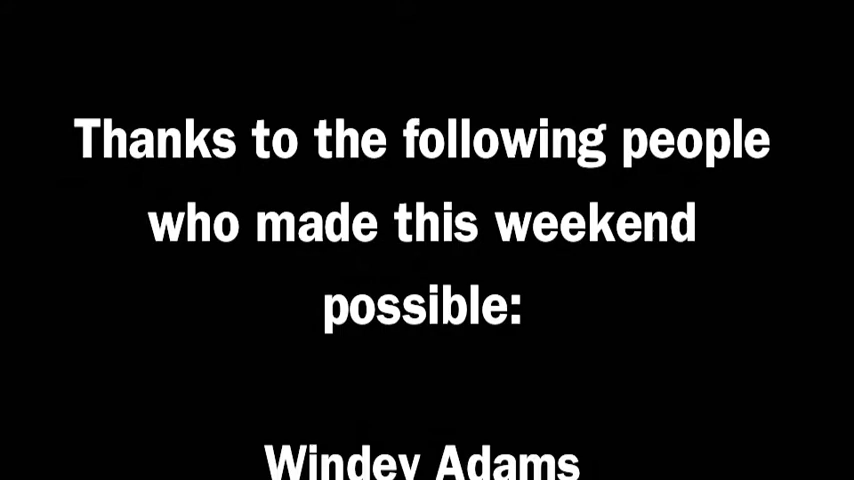 Thanks to the following people
who made this weekend
possible:
Windey Adams